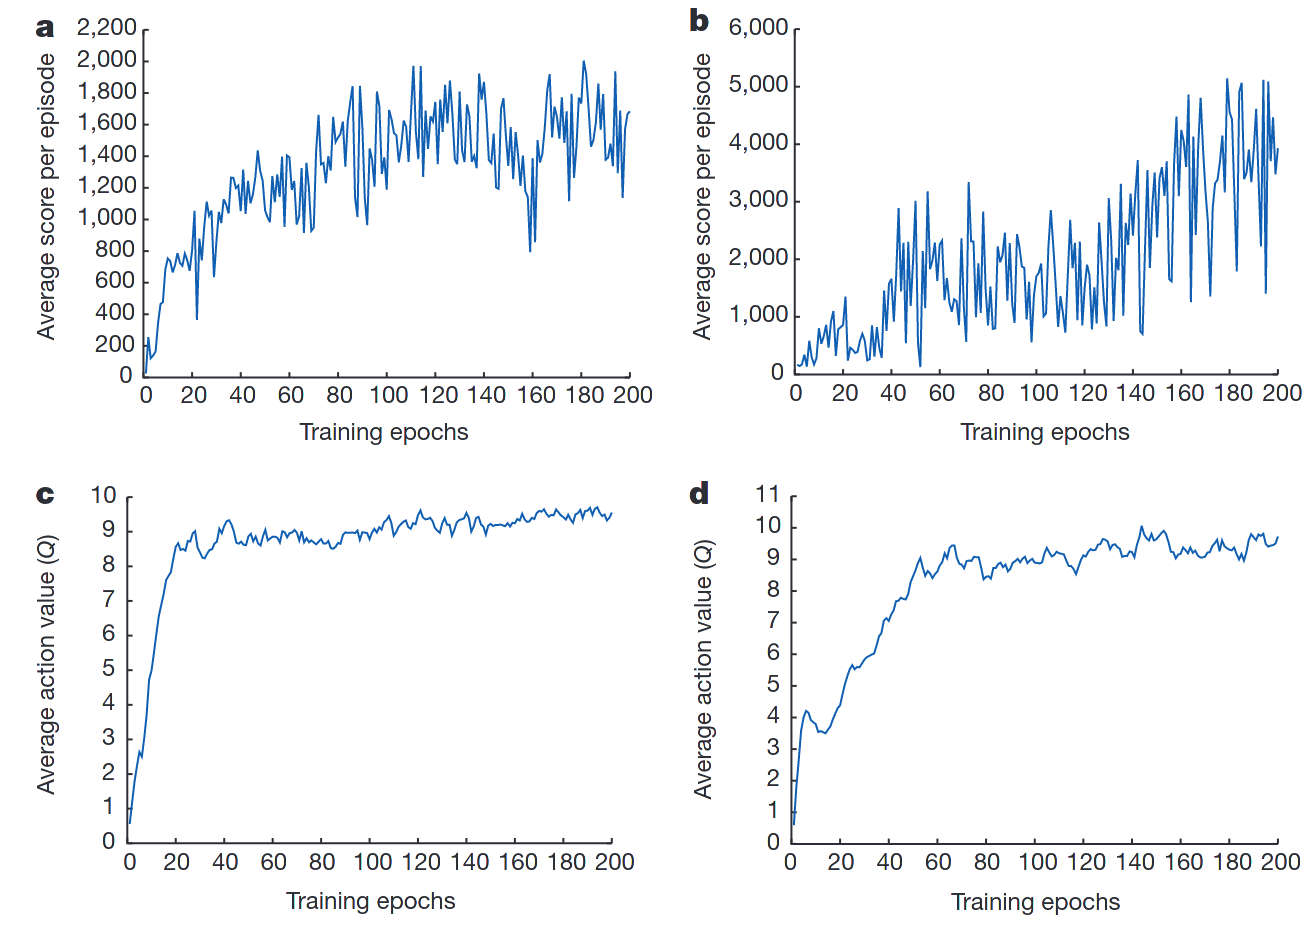 a
2,200
2,000
1,800
1,600
1,400
1,200
1,000
800
600
400
200
0
Average score per episode
0 20 40 60 80 100 120 140 160 180 200
Training epochs
b
6,000
5,000
4,000
3,000
2,000
1,000
0
Average score per episode
0 20 40 60 80 100 120 140 160 180 200
Training epochs
c
10
9
8
7
6
5
4
3
2
1
0
Average action value (Q)
0 20 40 60 80 100 120 140 160 180 200
Training epochs
d
11
10
9
8
7
6
5
4
3
2
1
0
Average action value (Q)
0 20 40 60 80 100 120 140 160 180 200
Training epochs